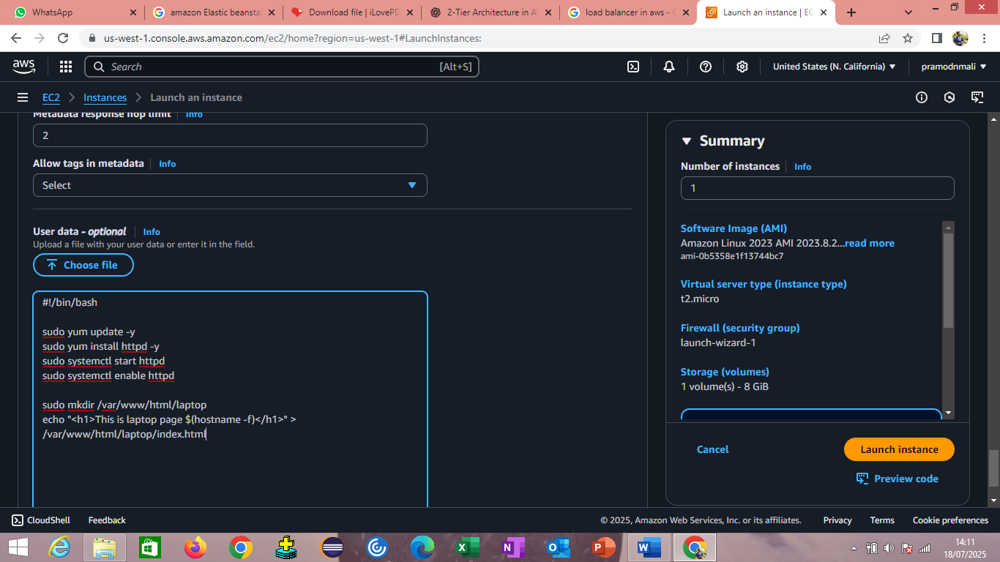 WhatsApp
amazon Elastic beansta
Download file | iLovePD
2-Tier Architecture in AW
load balancer in aws - G
Launch an instance | EC
us-west-1.console.aws.amazon.com/ec2/home?region=us-west-1#LaunchInstances:
aws
Search
[Alt+S]
United States (N. California)
pramodnmali
EC2
Instances
Launch an instance
Metadata response hop limit
Info
2
Allow tags in metadata
Info
Select
User data - optional
Info
Upload a file with your user data or enter it in the field.
Choose file
#!/bin/bash
sudo yum update -y
sudo yum install httpd -y
sudo systemctl start httpd
sudo systemctl enable httpd
sudo mkdir /var/www/html/laptop
echo "<h1>This is laptop page $(hostname -f)</h1>" >
/var/www/html/laptop/index.html
Summary
Number of instances
Info
1
Software Image (AMI)
Amazon Linux 2023 AMI 2023.8.2...read more
ami-0b5358e1f13744bc7
Virtual server type (instance type)
t2.micro
Firewall (security group)
launch-wizard-1
Storage (volumes)
1 volume(s) - 8 GiB
Cancel
Launch instance
Preview code
CloudShell
Feedback
© 2025, Amazon Web Services, Inc. or its affiliates.
Privacy
Terms
Cookie preferences
14:11
18/07/2025